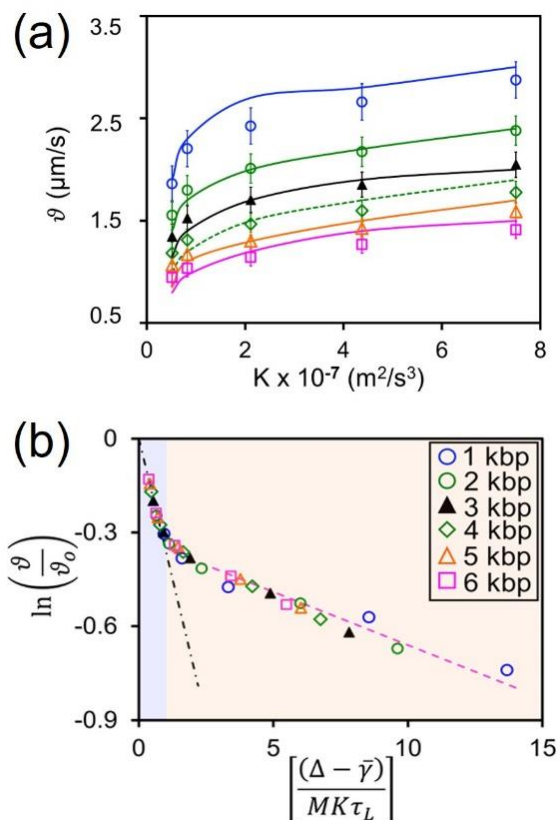 (a)
3.5
2.5
1.5
0.5
ϑ (μm/s)
0 2 4 6 8
K x 10⁻⁷ (m²/s³)
(b)
0
-0.3
-0.6
-0.9
ln(ϑ/ϑ₀)
1 kbp
2 kbp
3 kbp
4 kbp
5 kbp
6 kbp
0 5 10 15
[(Δ − γ̄)/MKτ_L]